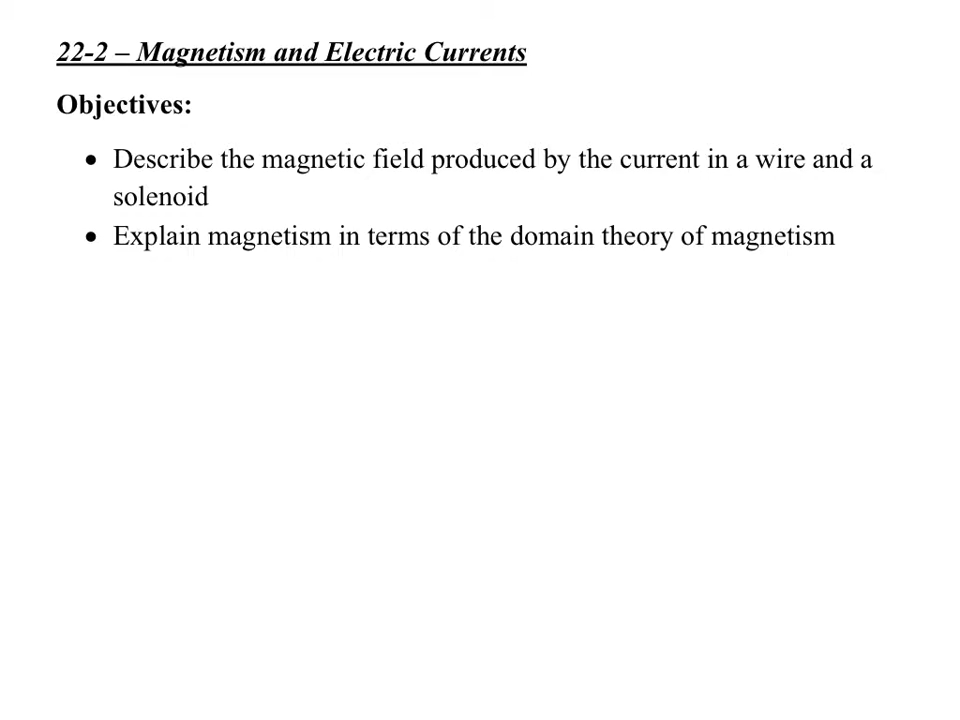 22-2 – Magnetism and Electric Currents
Objectives:
• Describe the magnetic field produced by the current in a wire and a
solenoid
• Explain magnetism in terms of the domain theory of magnetism